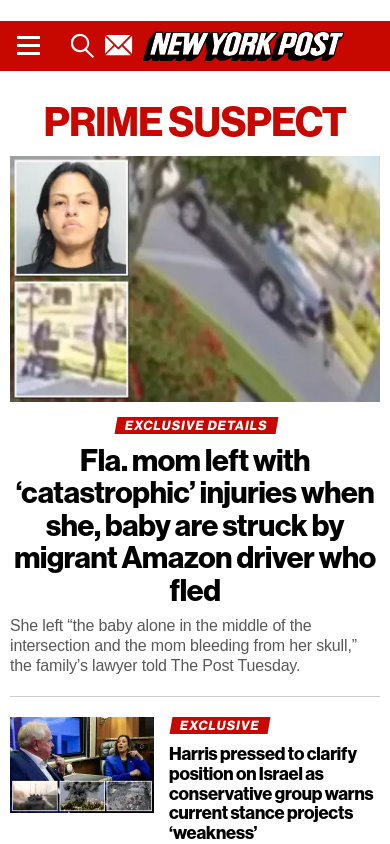 NEW YORK POST
PRIME SUSPECT
EXCLUSIVE DETAILS
Fla. mom left with
‘catastrophic’ injuries when
she, baby are struck by
migrant Amazon driver who
fled
She left “the baby alone in the middle of the
intersection and the mom bleeding from her skull,”
the family’s lawyer told The Post Tuesday.
EXCLUSIVE
Harris pressed to clarify
position on Israel as
conservative group warns
current stance projects
‘weakness’